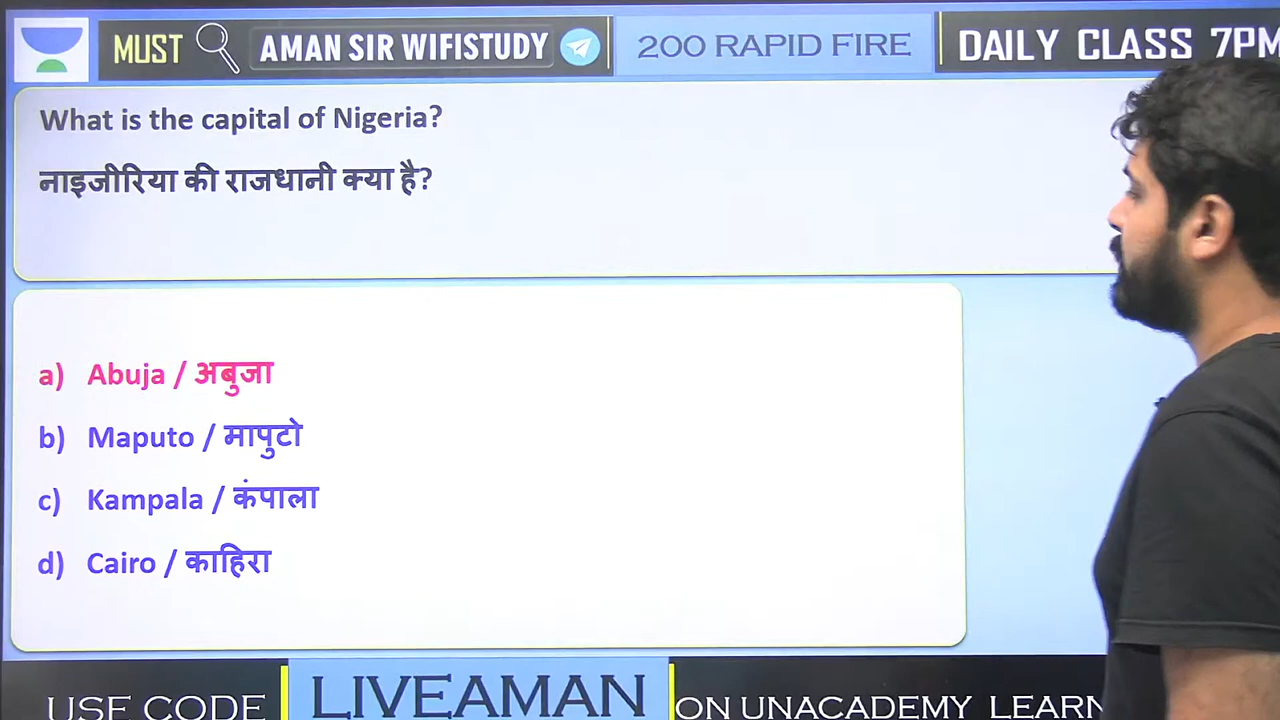 MUST AMAN SIR WIFISTUDY 200 RAPID FIRE DAILY CLASS 7PM
What is the capital of Nigeria?
नाइजीरिया की राजधानी क्या है?
a) Abuja / अबुजा
b) Maputo / मापुटो
c) Kampala / कंपाला
d) Cairo / काहिरा
USE CODE LIVEAMAN ON UNACADEMY LEARN